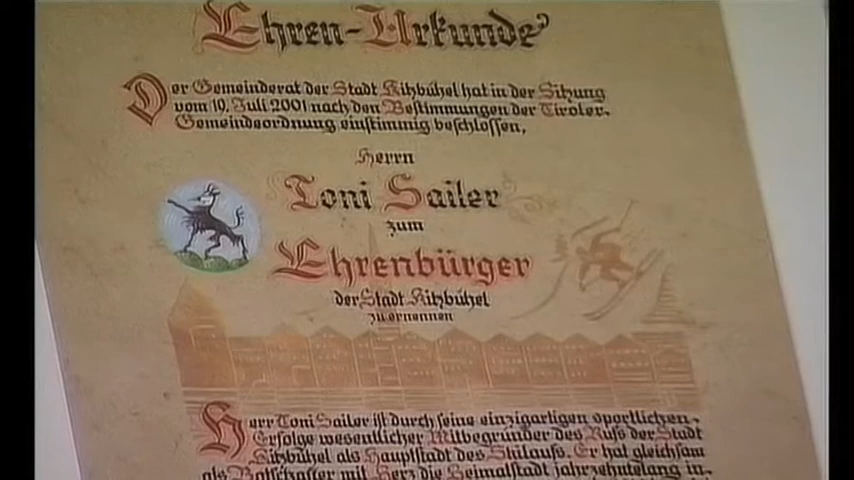 Ehren-Urkunde
Der Gemeinderat der Stadt Kitzbühel hat in der Sitzung
vom 10. Juli 2001 nach den Bestimmungen der Tiroler
Gemeindeordnung einstimmig beschlossen,
Herrn
Toni Sailer
zum
Ehrenbürger
der Stadt Kitzbühel
zu ernennen
Herr Toni Sailer ist durch seine einzigartigen sportlichen
Erfolge wesentlicher Mitbegründer des Rufs der Stadt
Kitzbühel als Hauptstadt des Skilaufs. Er hat gleichsam
als Botschafter mit Herz die Heimatstadt jahrzehntelang in